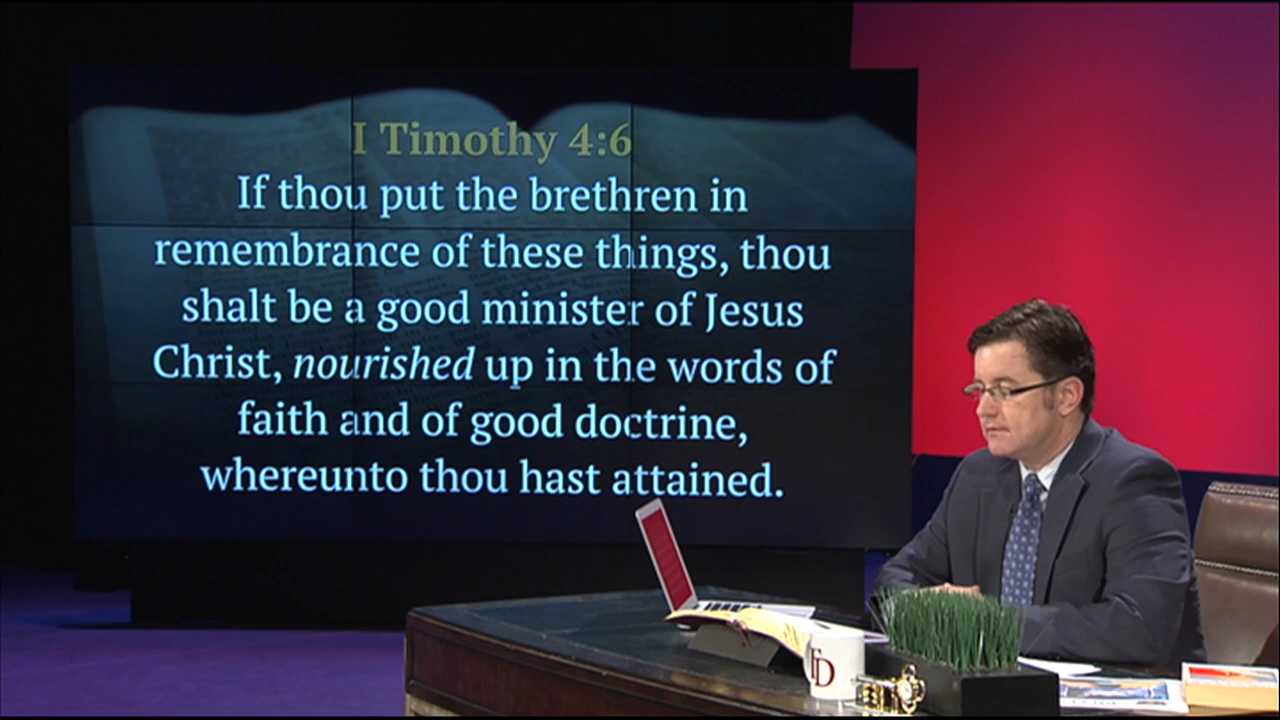 I Timothy 4:6
If thou put the brethren in
remembrance of these things, thou
shalt be a good minister of Jesus
Christ, nourished up in the words of
faith and of good doctrine,
whereunto thou hast attained.
FD